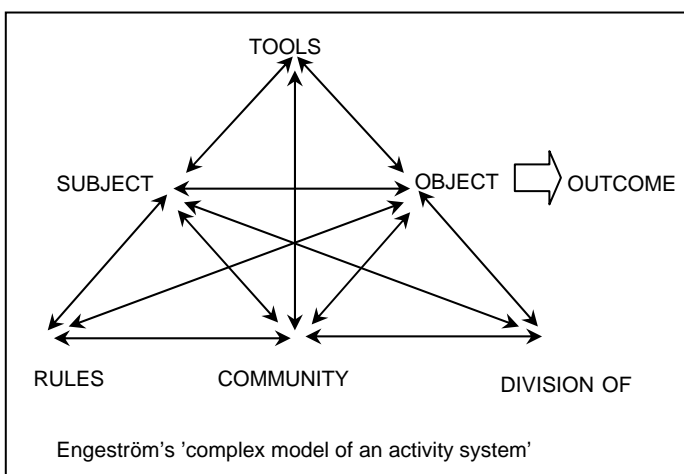 TOOLS
SUBJECT OBJECT OUTCOME
RULES COMMUNITY DIVISION OF
Engeström's 'complex model of an activity system'